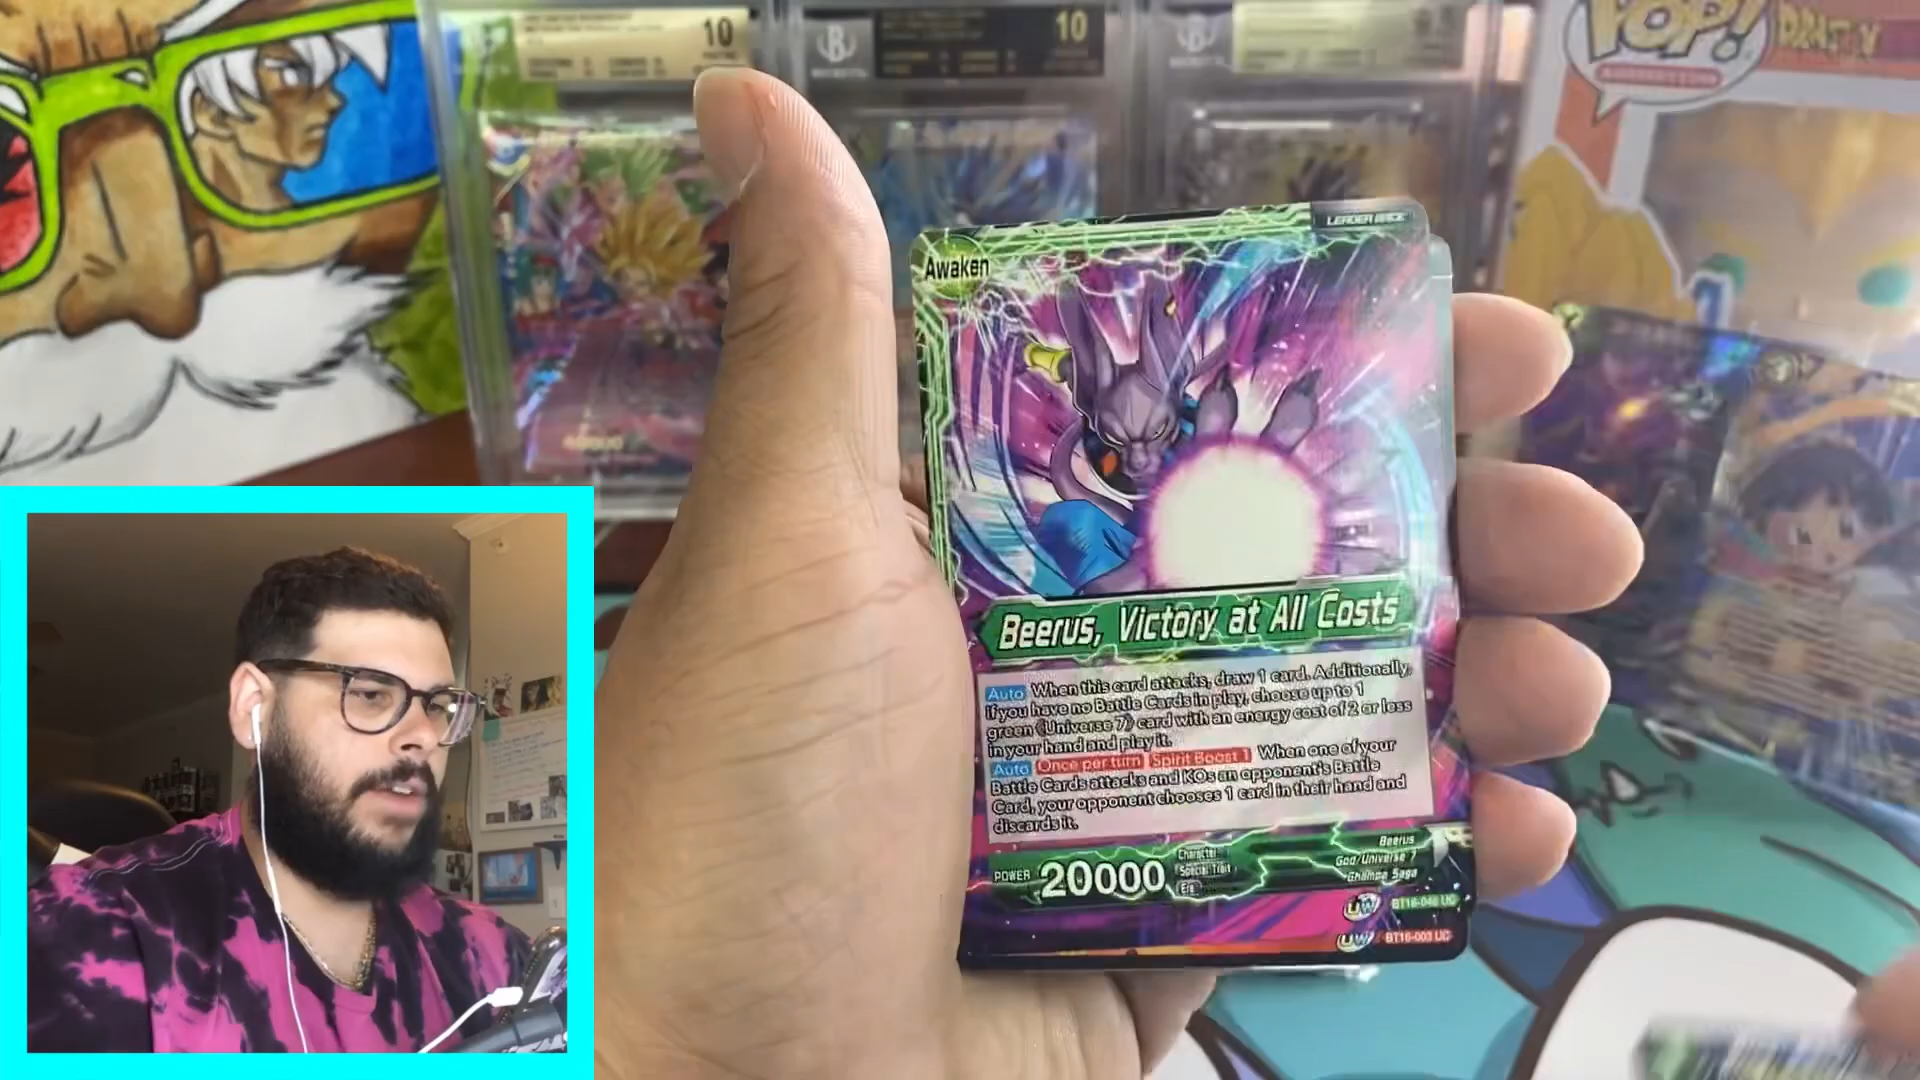 10
10
POP!
LEADER BACK
Awaken
Beerus, Victory at All Costs
Auto When this card attacks, draw 1 card. Additionally,
if you have no Battle Cards in play, choose up to 1
green《Universe 7》card with an energy cost of 2 or less
in your hand and play it.
Auto Once per turn Spirit Boost 1 When one of your
Battle Cards attacks and KOs an opponent's Battle
Card, your opponent chooses 1 card in their hand and
discards it.
POWER 20000
Character Beerus
Special Trait God/Universe 7
Era Champa Saga
UW BT16-046 UC
UW BT16-003 UC